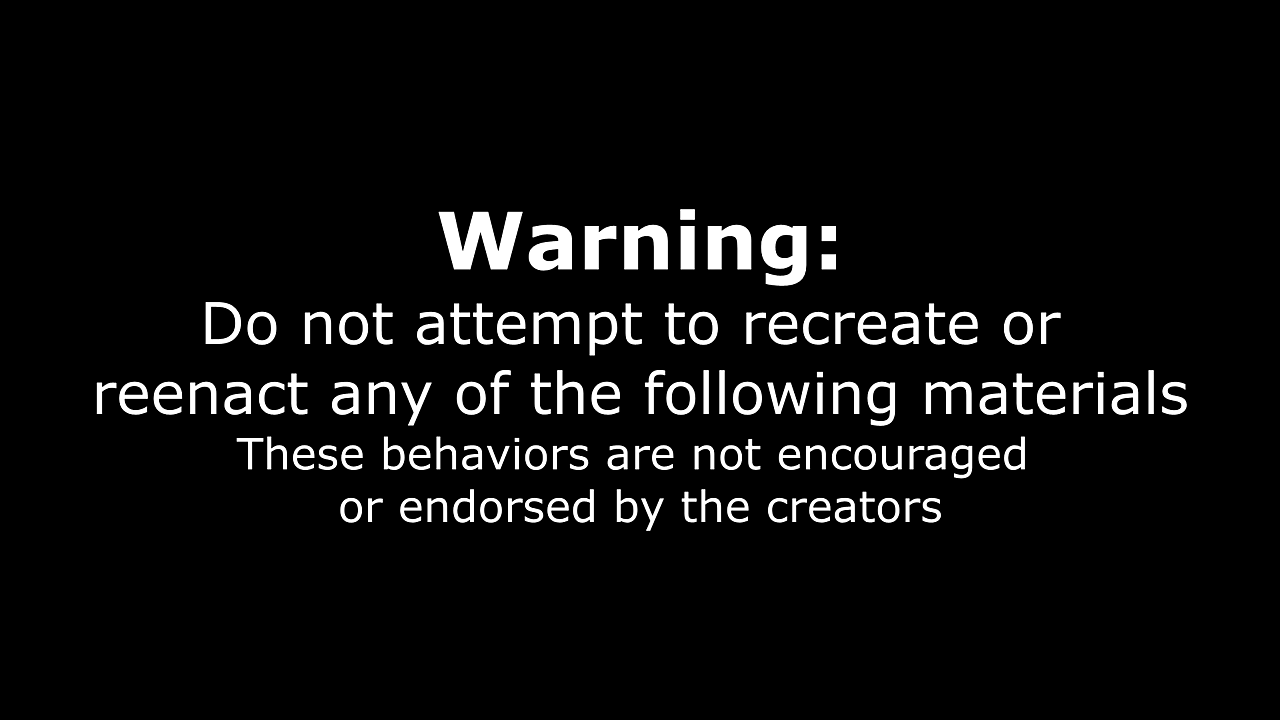 Warning:
Do not attempt to recreate or
reenact any of the following materials
These behaviors are not encouraged
or endorsed by the creators